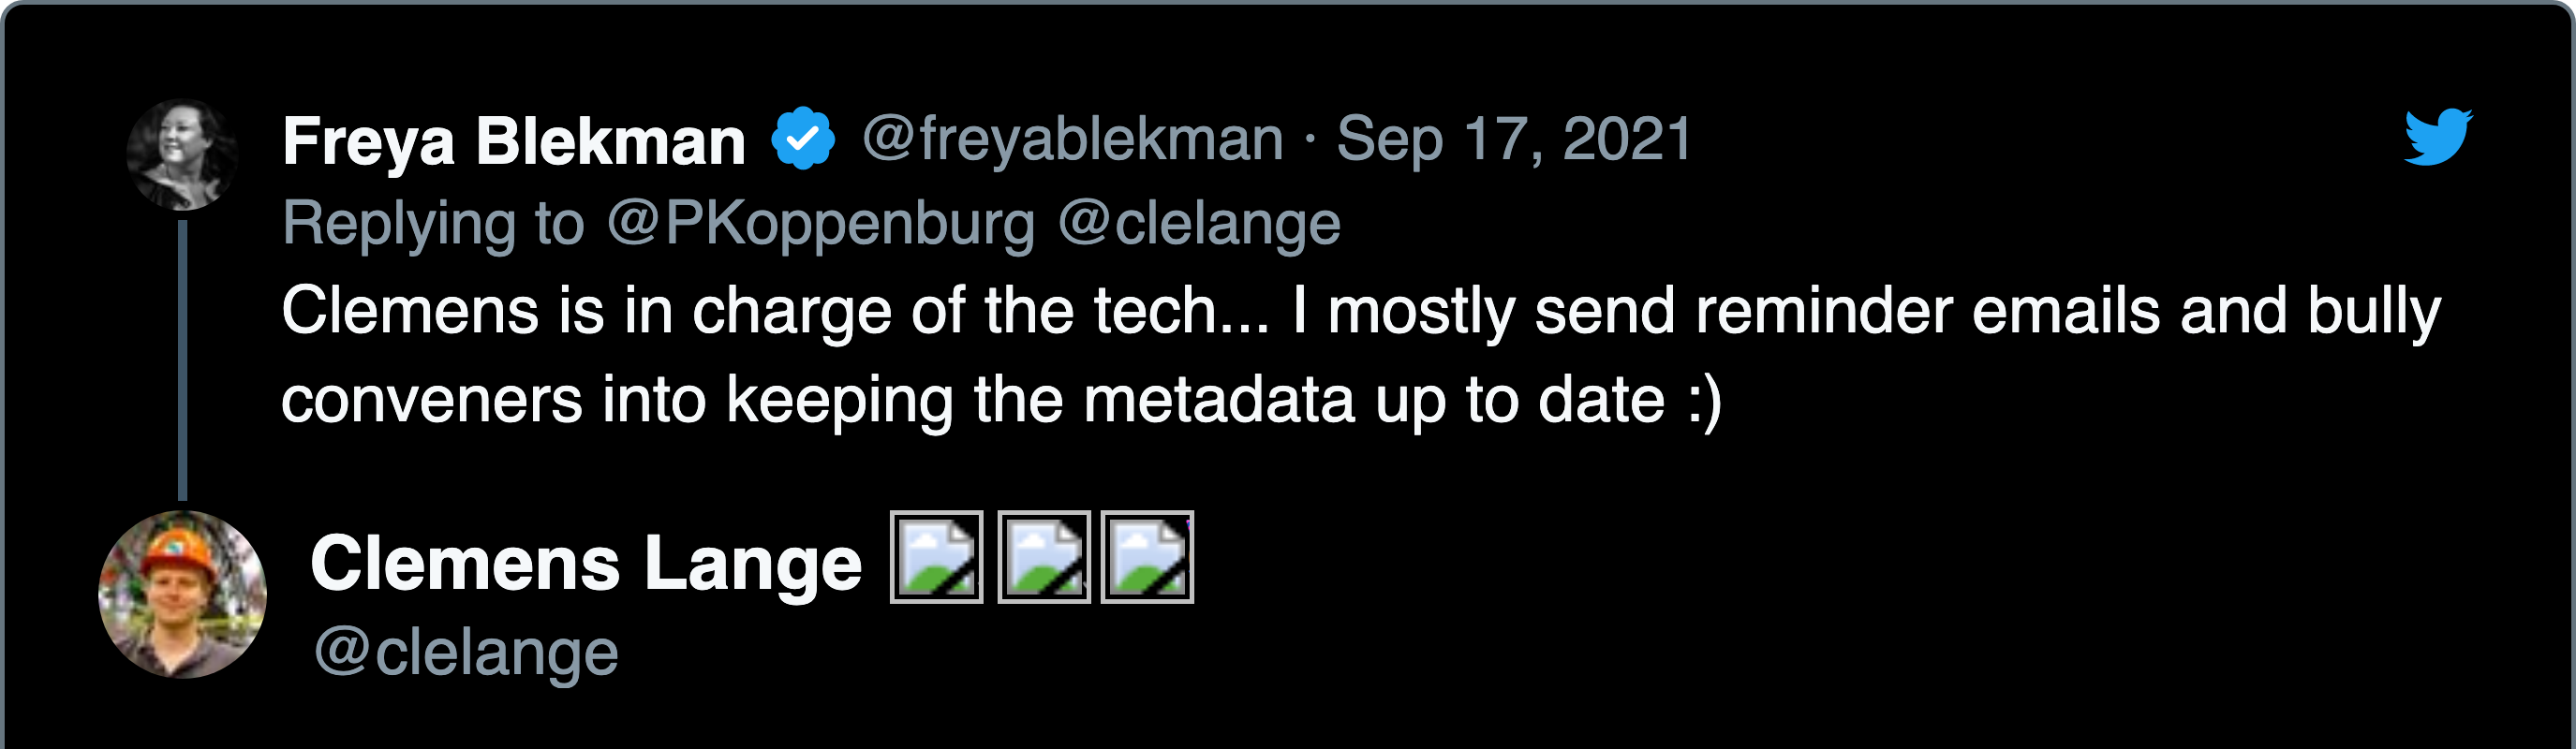 Freya Blekman @freyablekman · Sep 17, 2021
Replying to @PKoppenburg @clelange
Clemens is in charge of the tech... I mostly send reminder emails and bully
conveners into keeping the metadata up to date :)
Clemens Lange
@clelange